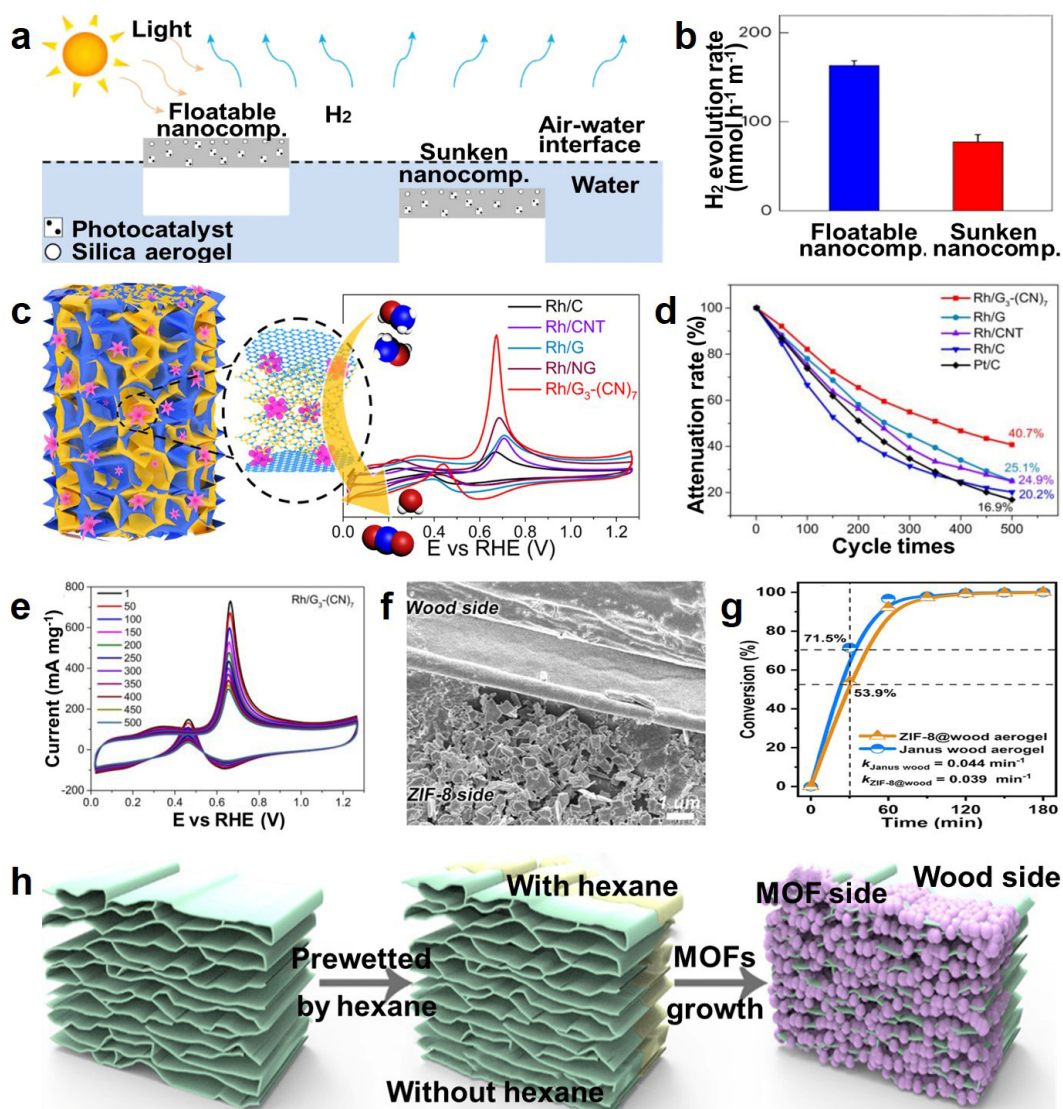 a
Light
Floatable
nanocomp.
H2
Air-water
interface
Sunken
nanocomp.
Water
Photocatalyst
Silica aerogel
b
H2 evolution rate
(mmol h-1 m-1)
200
100
0
Floatable
nanocomp.
Sunken
nanocomp.
c
Rh/C
Rh/CNT
Rh/G
Rh/NG
Rh/G3-(CN)7
0.0 0.2 0.4 0.6 0.8 1.0 1.2
E vs RHE (V)
d
Attenuation rate (%)
100
80
60
40
20
Rh/G3-(CN)7
Rh/G
Rh/CNT
Rh/C
Pt/C
40.7%
25.1%
24.9%
20.2%
16.9%
0 100 200 300 400 500
Cycle times
e
Current (mA mg-1)
800
600
400
200
0
-200
1
50
100
150
200
250
300
350
400
450
500
Rh/G3-(CN)7
0.0 0.2 0.4 0.6 0.8 1.0 1.2
E vs RHE (V)
f
Wood side
ZIF-8 side
1 um
g
Conversion (%)
100
80
60
40
20
0
71.5%
53.9%
ZIF-8@wood aerogel
Janus wood aerogel
kJanus wood = 0.044 min-1
kZIF-8@wood = 0.039 min-1
0 60 120 180
Time (min)
h
Prewetted
by hexane
With hexane
Without hexane
MOFs
growth
MOF side
Wood side